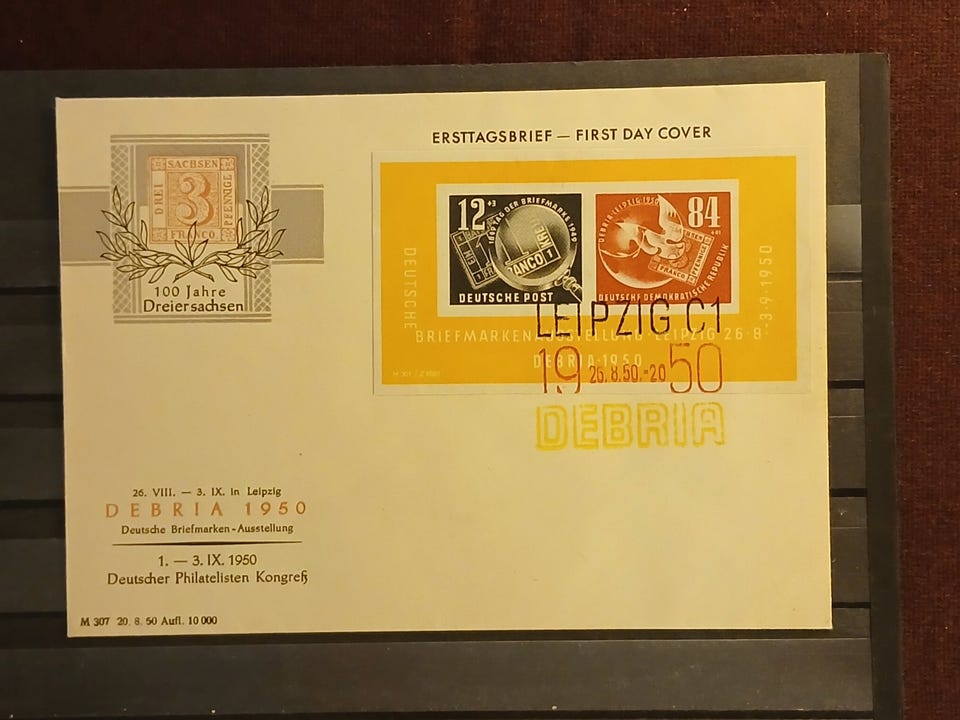 ERSTTAGSBRIEF — FIRST DAY COVER
SACHSEN
DREI
3
PFENNIGE
FRANCO
100 Jahre
Dreiersachsen
12+3
1849 TAG DER BRIEFMARKE 1949
DEUTSCHE POST
84
DEBRIA-LEIPZIG 1950
FRANCO
DEUTSCHE DEMOKRATISCHE REPUBLIK
DEUTSCHE
BRIEFMARKENAUSSTELLUNG · LEIPZIG 26·8·
3·9·1950
DEBRIA·1950
LEIPZIG C1
19 26.8.50.-20 50
DEBRIA
26. VIII. — 3. IX. in Leipzig
DEBRIA 1950
Deutsche Briefmarken-Ausstellung
1. — 3. IX. 1950
Deutscher Philatelisten Kongreß
M 307 20. 8. 50 Aufl. 10 000